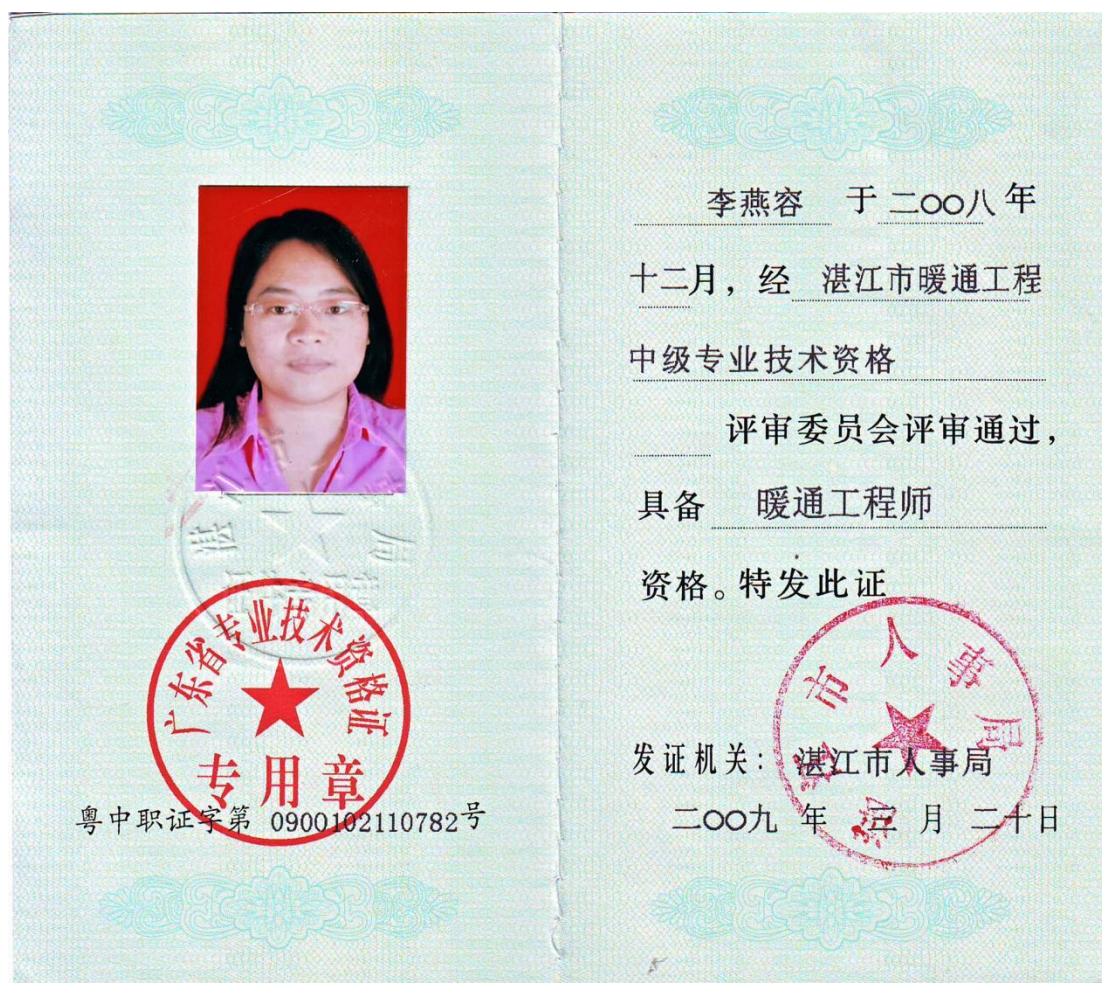 广东省专业技术资格证
专用章
粤中职证字第 0900102110782号
李燕容 于 二〇〇八 年
十二月，经 湛江市暖通工程
中级专业技术资格
评审委员会评审通过，
具备 暖通工程师
资格。特发此证
湛江市人事局
发证机关：湛江市人事局
二〇〇九 年 三 月 二十日